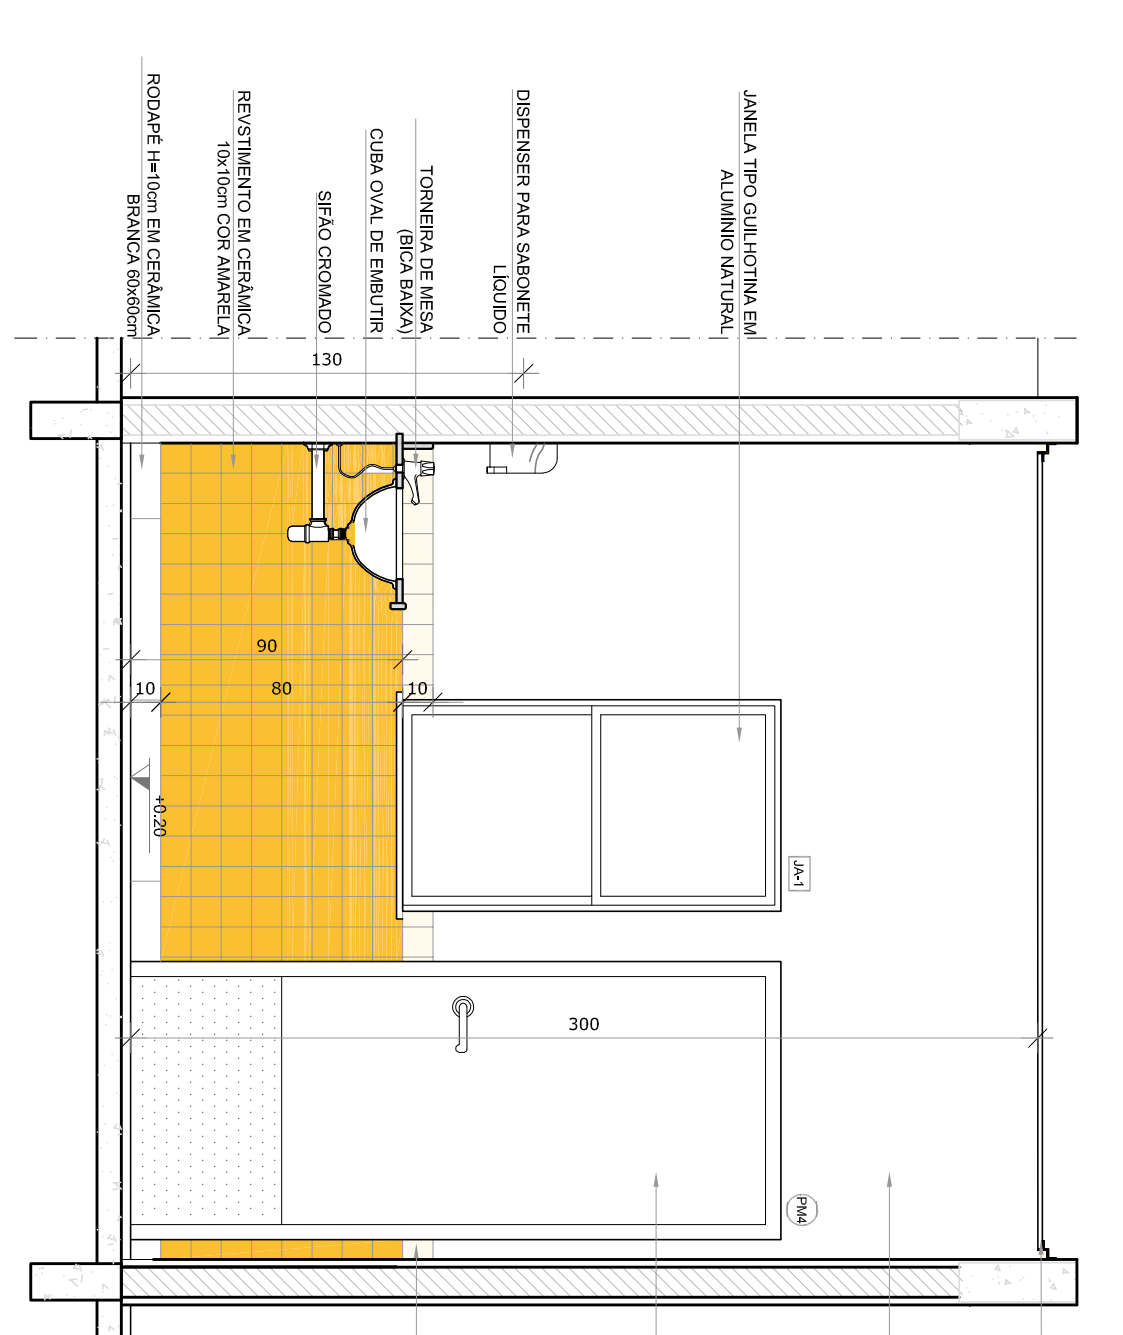 JANELA TIPO GUILHOTINA EM
ALUMÍNIO NATURAL
DISPENSER PARA SABONETE
LÍQUIDO
TORNEIRA DE MESA
(BICA BAIXA)
CUBA OVAL DE EMBUTIR
SIFÃO CROMADO
REVSTIMENTO EM CERÂMICA
10x10cm COR AMARELA
RODAPÉ H=10cm EM CERÂMICA
BRANCA 60x60cm
130
90
10
80
10
+0.20
JA-1
300
PM4